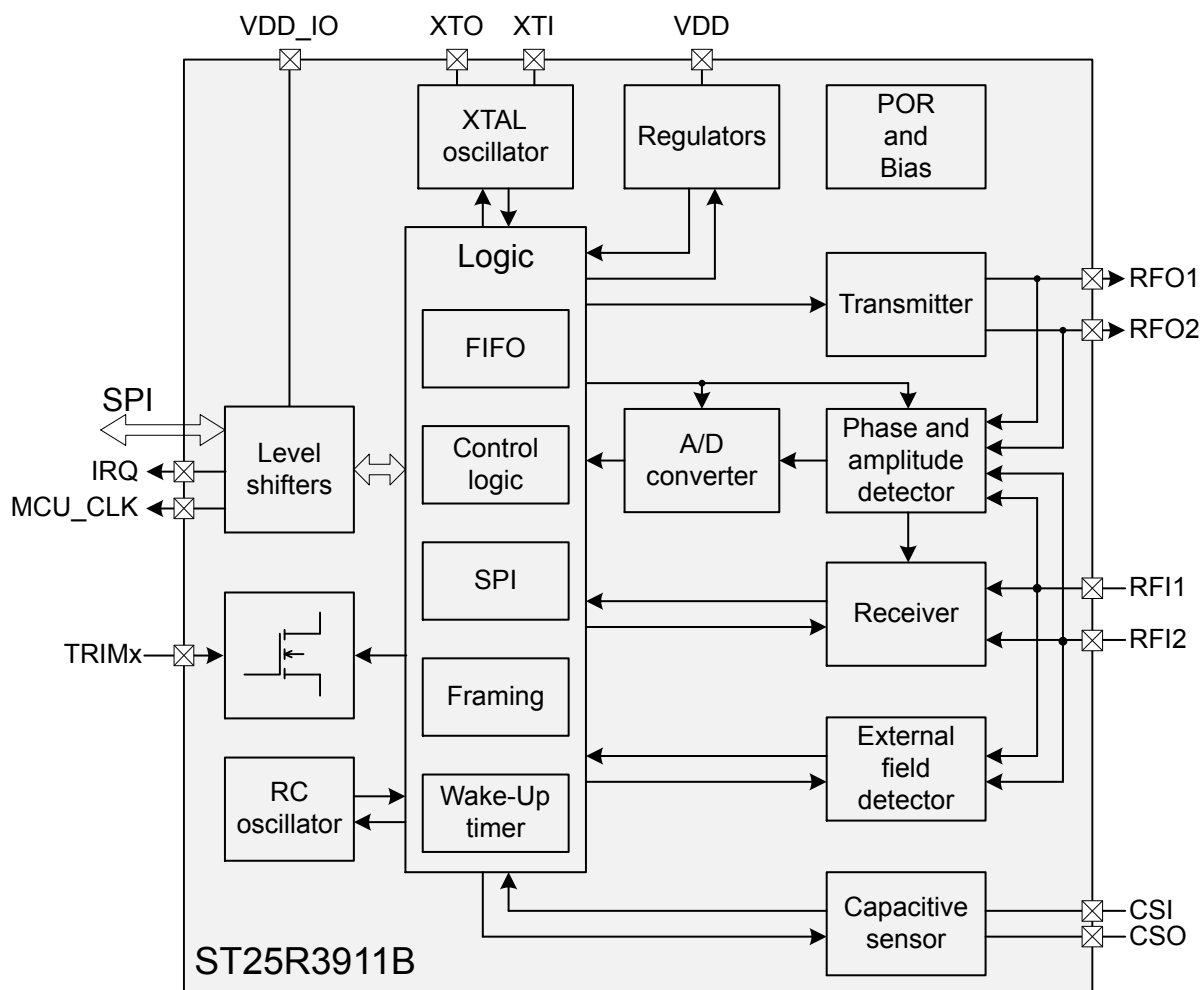 VDD_IO
XTO
XTI
VDD
XTAL
oscillator
Regulators
POR
and
Bias
Logic
FIFO
Control
logic
SPI
Framing
Wake-Up
timer
Transmitter
RFO1
RFO2
SPI
IRQ
MCU_CLK
Level
shifters
A/D
converter
Phase and
amplitude
detector
Receiver
RFI1
RFI2
TRIMx
RC
oscillator
External
field
detector
Capacitive
sensor
CSI
CSO
ST25R3911B